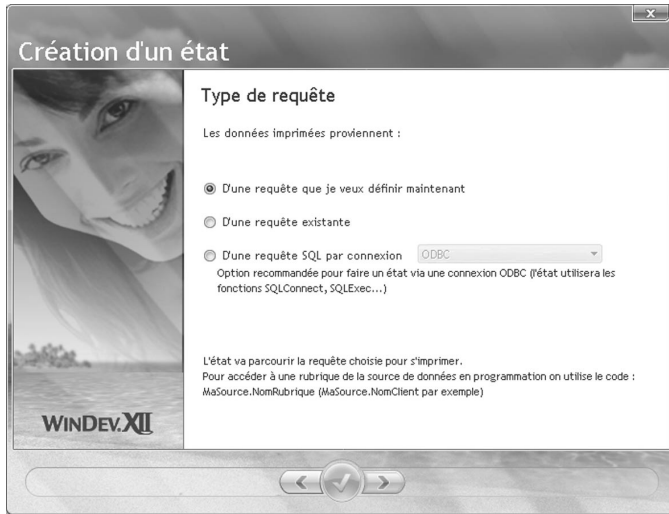 Création d'un état
Type de requête
Les données imprimées proviennent :
D'une requête que je veux définir maintenant
D'une requête existante
D'une requête SQL par connexion ODBC
Option recommandée pour faire un état via une connexion ODBC (l'état utilisera les
fonctions SQLConnect, SQLExec...)
L'état va parcourir la requête choisie pour s'imprimer.
Pour accéder à une rubrique de la source de données en programmation on utilise le code :
MaSource.NomRubrique (MaSource.NomClient par exemple)
WINDEV.XII